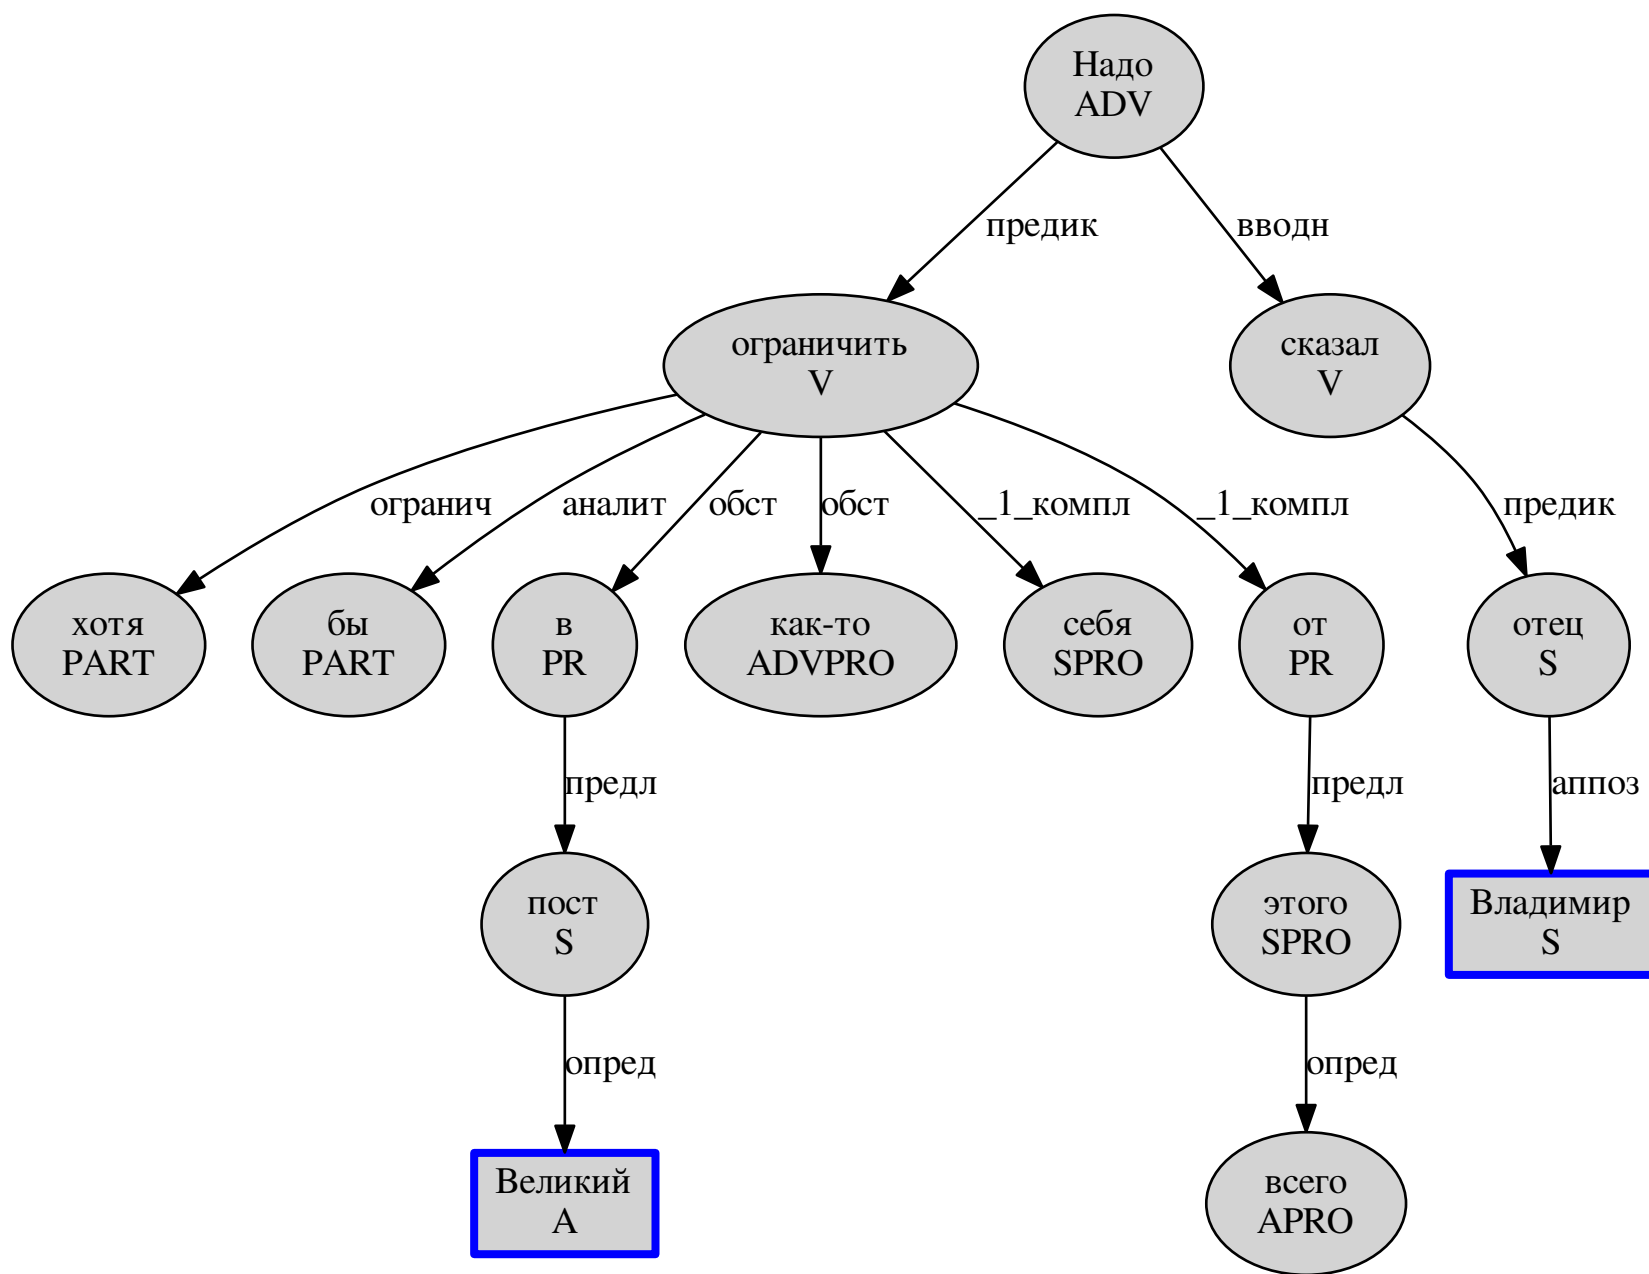 Надо
ADV
предик
вводн
ограничить
V
сказал
V
огранич
аналит
обст
обст
_1_компл
_1_компл
предик
хотя
PART
бы
PART
в
PR
как-то
ADVPRO
себя
SPRO
от
PR
отец
S
предл
предл
аппоз
пост
S
этого
SPRO
Владимир
S
опред
опред
Великий
A
всего
APRO